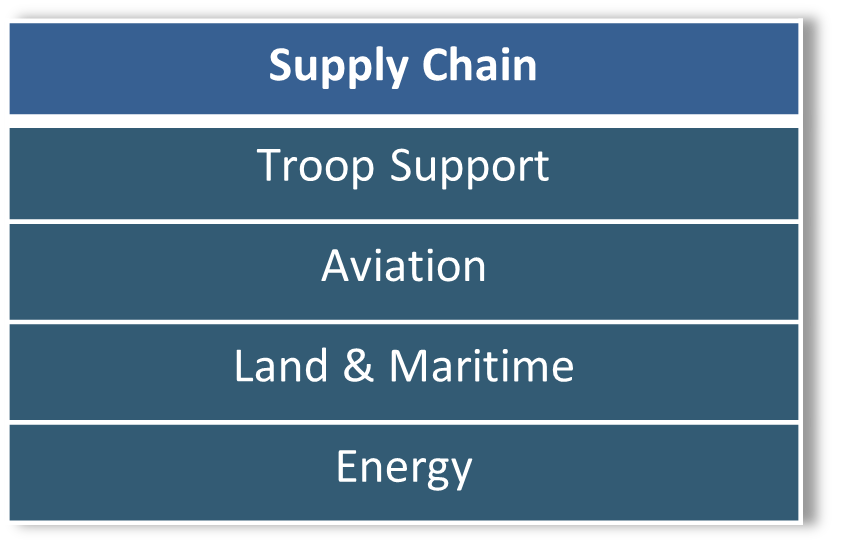 Supply Chain
Troop Support
Aviation
Land & Maritime
Energy